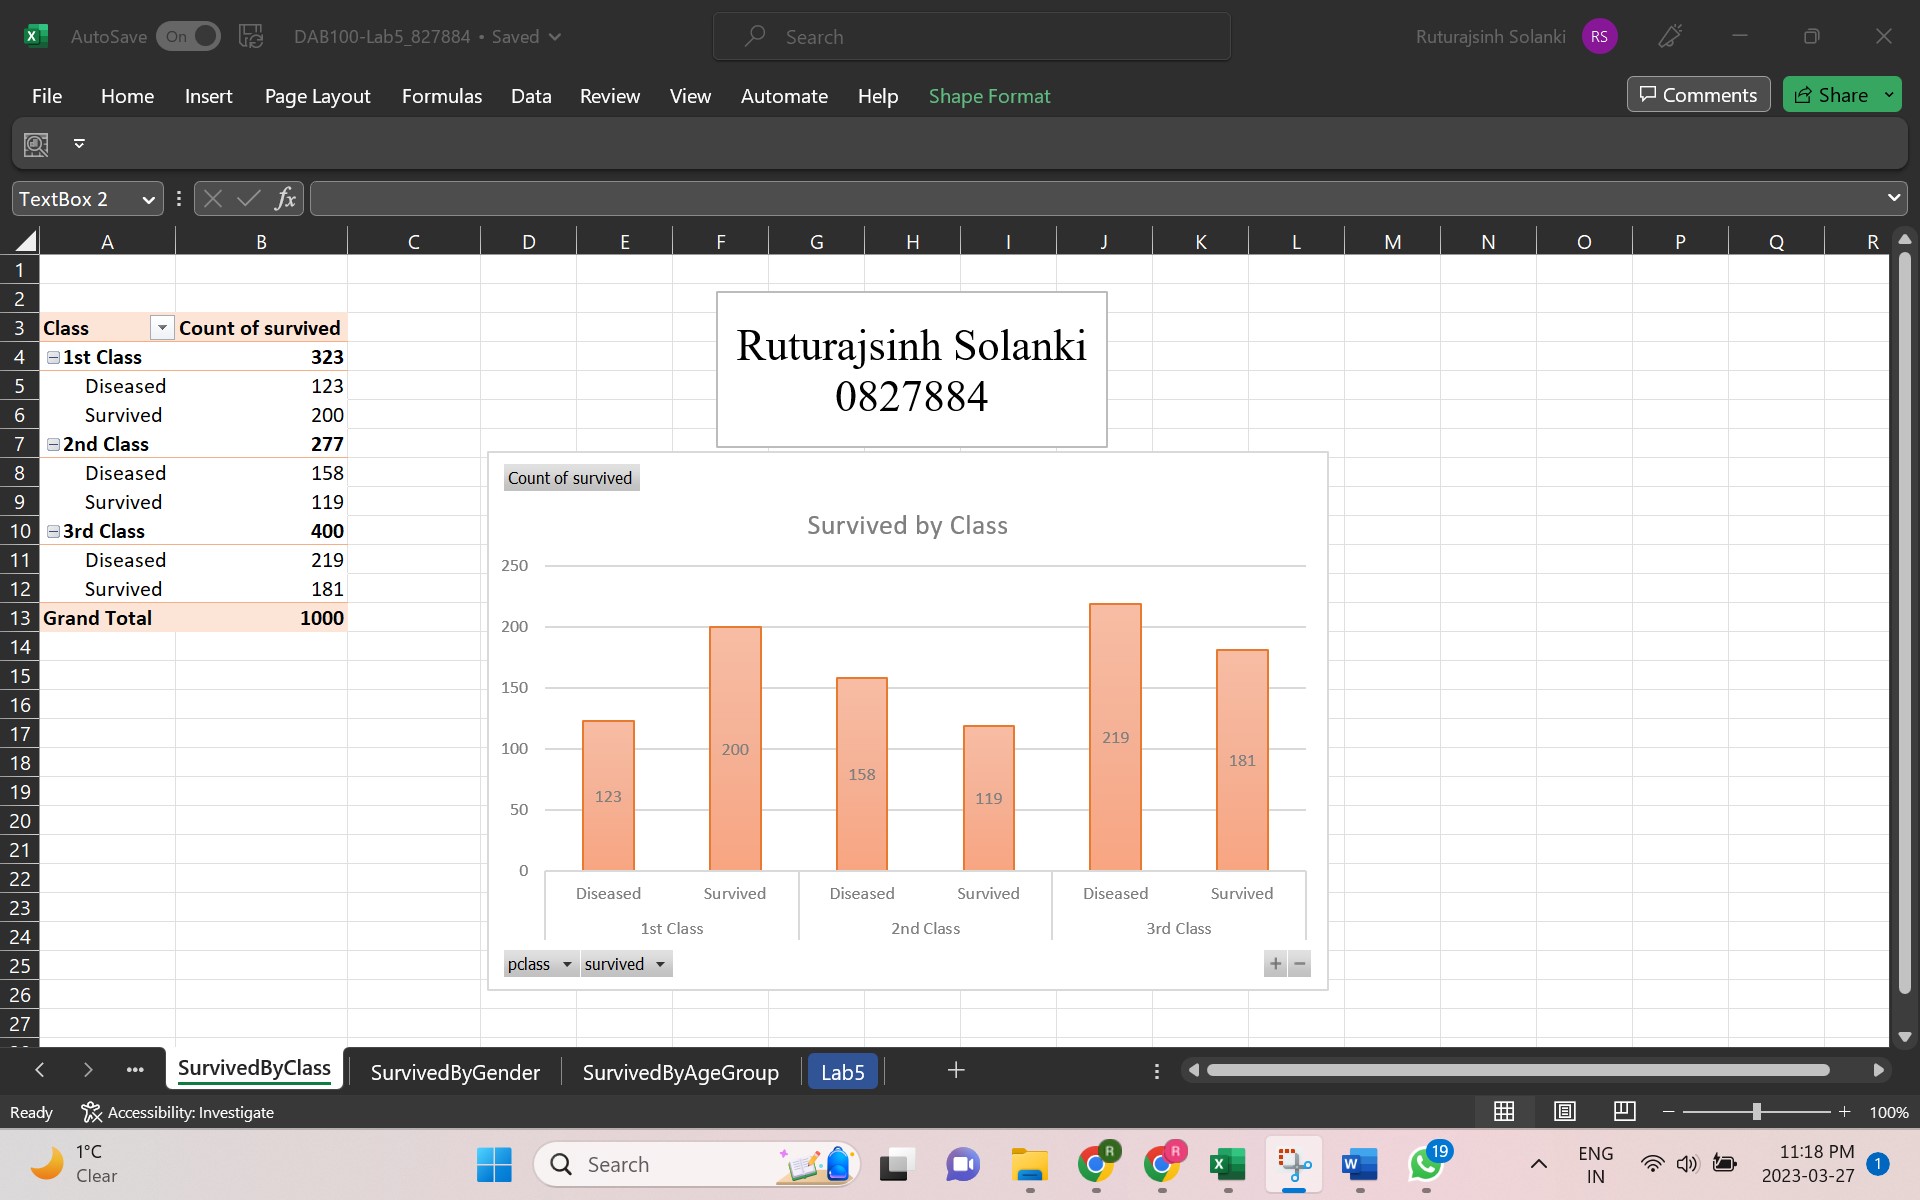 AutoSave On DAB100-Lab5_827884 • Saved Search Ruturajsinh Solanki RS
File Home Insert Page Layout Formulas Data Review View Automate Help Shape Format Comments Share
TextBox 2 fx
A B C D E F G H I J K L M N O P Q R
1
2
3 Class Count of survived
4 1st Class 323
5 Diseased 123
6 Survived 200
7 2nd Class 277
8 Diseased 158
9 Survived 119
10 3rd Class 400
11 Diseased 219
12 Survived 181
13 Grand Total 1000
14
15
16
17
18
19
20
21
22
23
24
25
26
27
Ruturajsinh Solanki
0827884
Count of survived
Survived by Class
250
200
150
100
50
0
123 200 158 119 219 181
Diseased Survived Diseased Survived Diseased Survived
1st Class 2nd Class 3rd Class
pclass survived + −
SurvivedByClass SurvivedByGender SurvivedByAgeGroup Lab5 +
Ready Accessibility: Investigate − + 100%
1°C
Clear
Search
R R W 19
ENG
IN
11:18 PM
2023-03-27
1